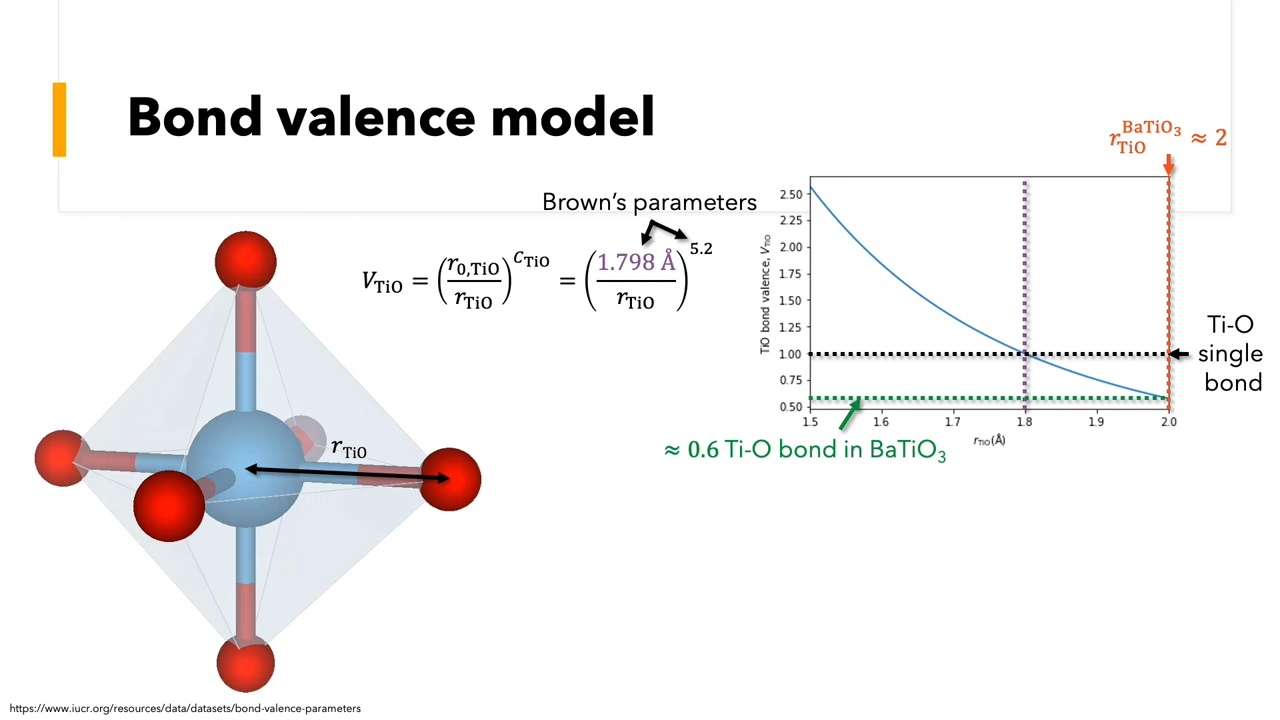 Bond valence model
r_TiO^BaTiO₃ ≈ 2
Brown's parameters
V_TiO = (r_0,TiO / r_TiO)^C_TiO = (1.798 Å / r_TiO)^5.2
r_TiO
TiO bond valence, V_TiO
2.50
2.25
2.00
1.75
1.50
1.25
1.00
0.75
0.50
1.5 1.6 1.7 1.8 1.9 2.0
r_TiO(Å)
Ti-O
single
bond
≈ 0.6 Ti-O bond in BaTiO₃
https://www.iucr.org/resources/data/datasets/bond-valence-parameters